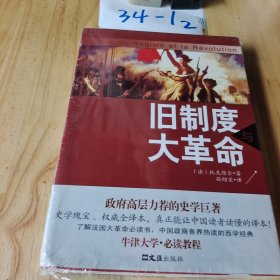 34-12
Régime et la Révolution
旧制度
与
大革命
（法）托克维尔·著
政府高层力荐的史学巨著
史学瑰宝、权威全译本，真正能让中国读者读懂的译本！
了解法国大革命必读书，中国政商各界热读的西学经典
牛津大学·必读教程
文汇出版社